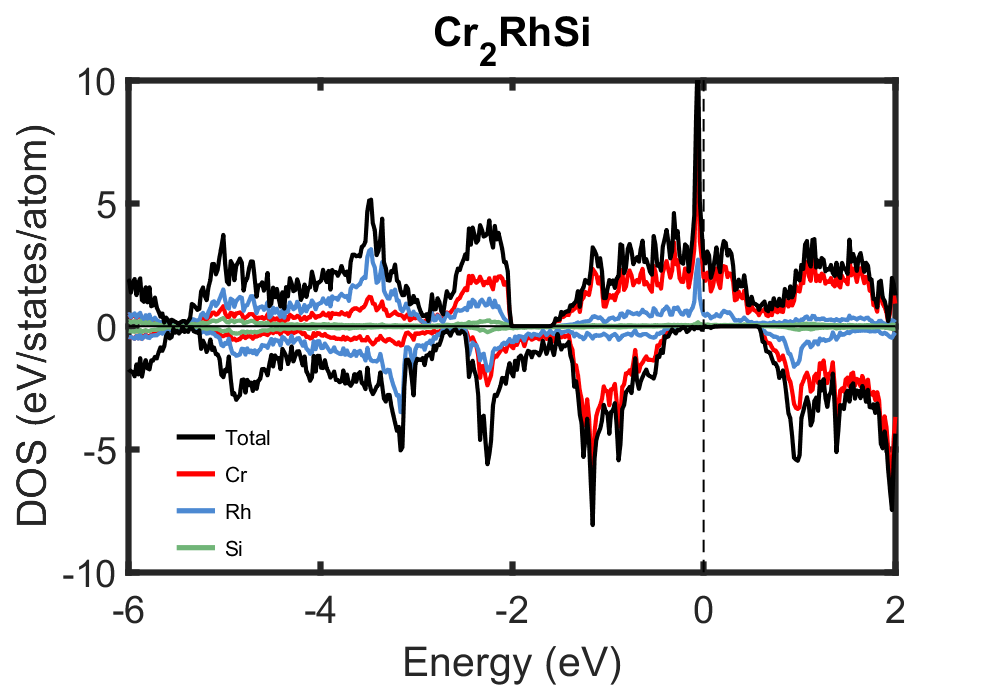 Cr2RhSi
10
5
0
-5
-10
DOS (eV/states/atom)
Total
Cr
Rh
Si
-6 -4 -2 0 2
Energy (eV)